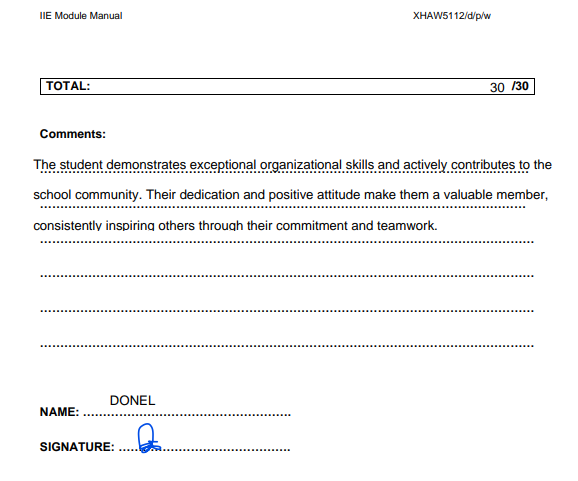 IIE Module Manual XHAW5112/d/p/w
TOTAL: 30 /30
Comments:
The student demonstrates exceptional organizational skills and actively contributes to the
school community. Their dedication and positive attitude make them a valuable member,
consistently inspiring others through their commitment and teamwork.
DONEL
NAME: ....................................................
SIGNATURE: ...........................................